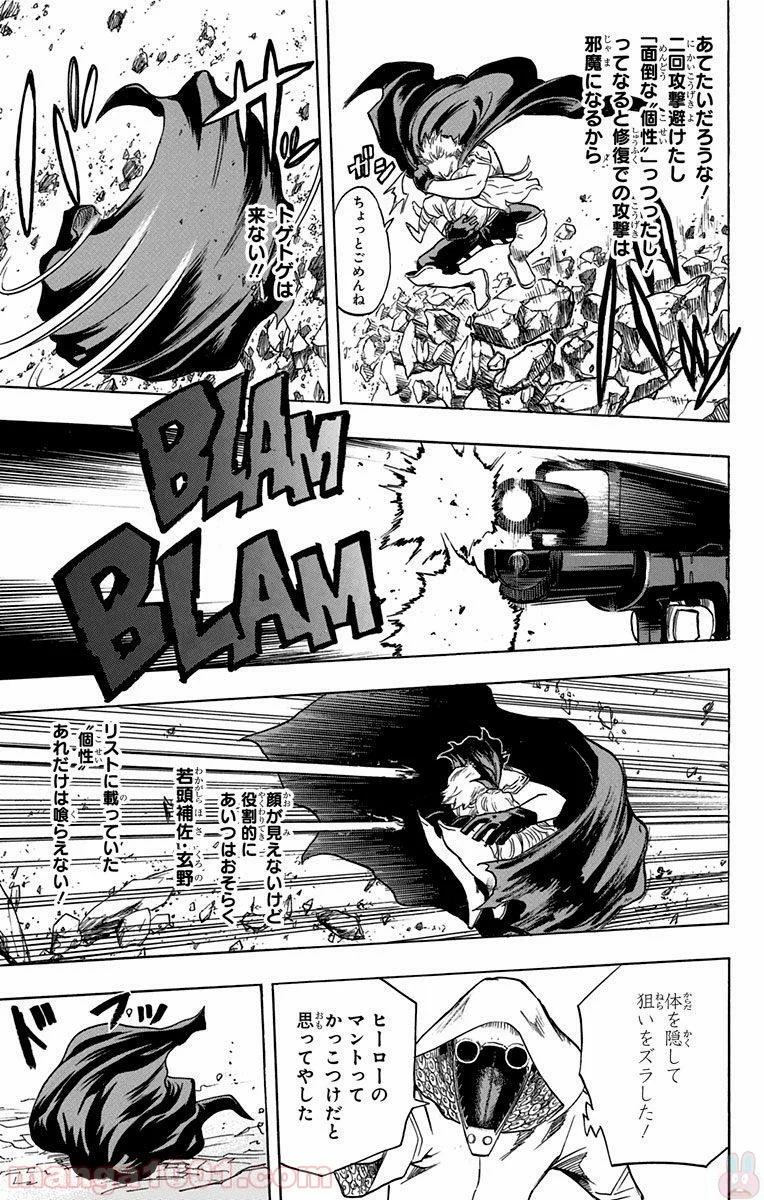 あてたいだろうな！
二回攻撃避けたし
「面倒な〝個性〟」っつったし！
ってなると修復での攻撃は
邪魔になるから
ちょっとごめんね
ガシッ
バッ
トゲトゲは
来ない!!
BLAM
BLAM
顔が見えないけど
役割的に
あいつはおそらく
若頭補佐・玄野
リストに載っていた
〝個性〟
あれだけは喰らえない！
体を隠して
狙いをズラした！
ヒーローの
マントって
かっこつけだと
思ってやした
manga1001.com